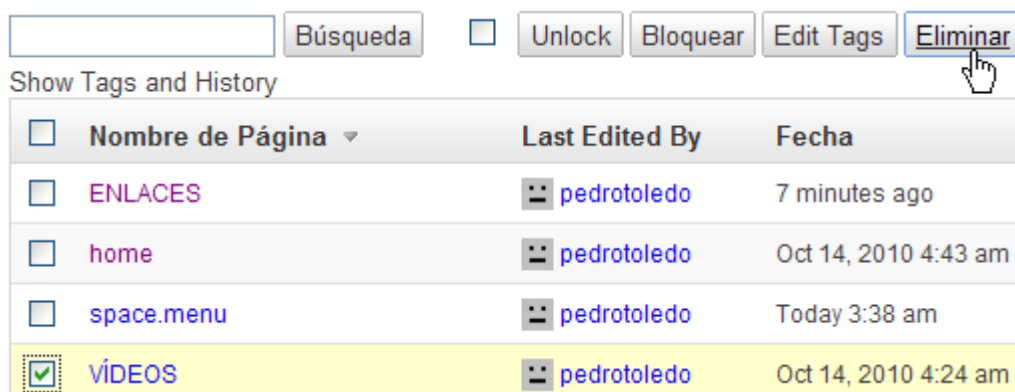 Búsqueda Unlock Bloquear Edit Tags Eliminar
Show Tags and History
Nombre de Página Last Edited By Fecha
ENLACES pedrotoledo 7 minutes ago
home pedrotoledo Oct 14, 2010 4:43 am
space.menu pedrotoledo Today 3:38 am
VÍDEOS pedrotoledo Oct 14, 2010 4:24 am